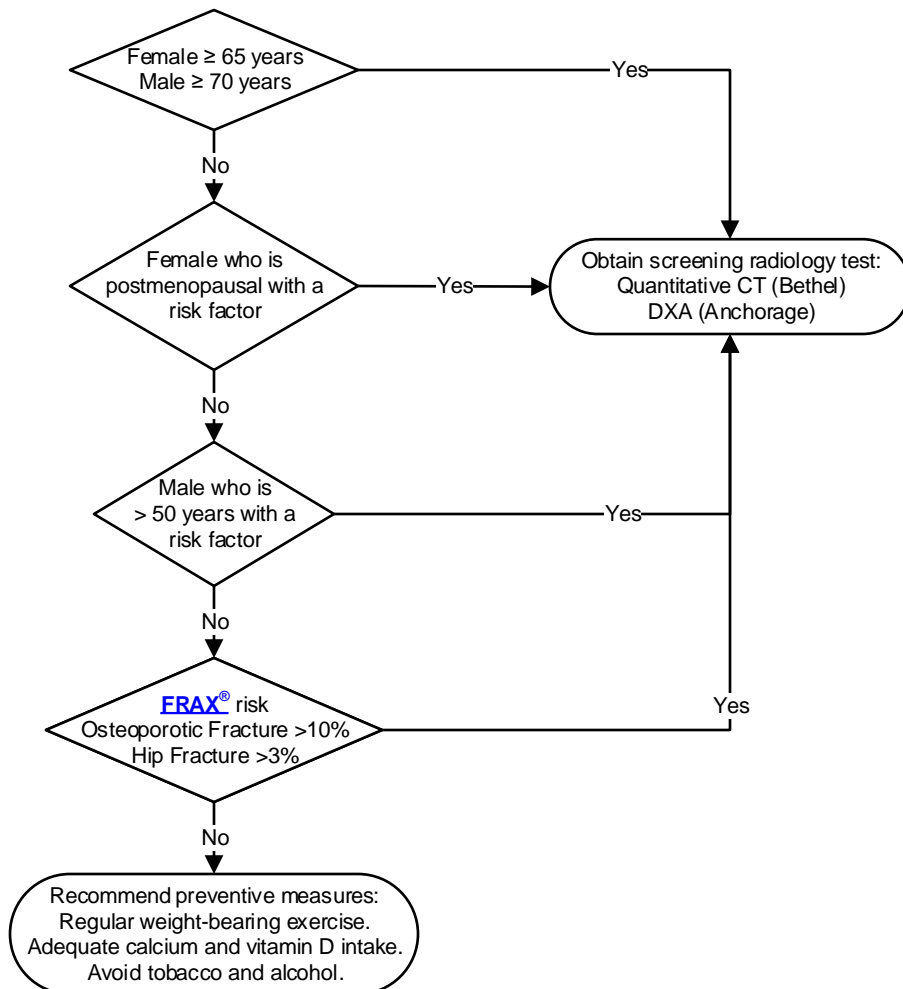 Female ≥ 65 years
Male ≥ 70 years
Yes
No
Female who is
postmenopausal with a
risk factor
Yes
Obtain screening radiology test:
Quantitative CT (Bethel)
DXA (Anchorage)
No
Male who is
> 50 years with a
risk factor
Yes
No
FRAX® risk
Osteoporotic Fracture >10%
Hip Fracture >3%
Yes
No
Recommend preventive measures:
Regular weight-bearing exercise.
Adequate calcium and vitamin D intake.
Avoid tobacco and alcohol.